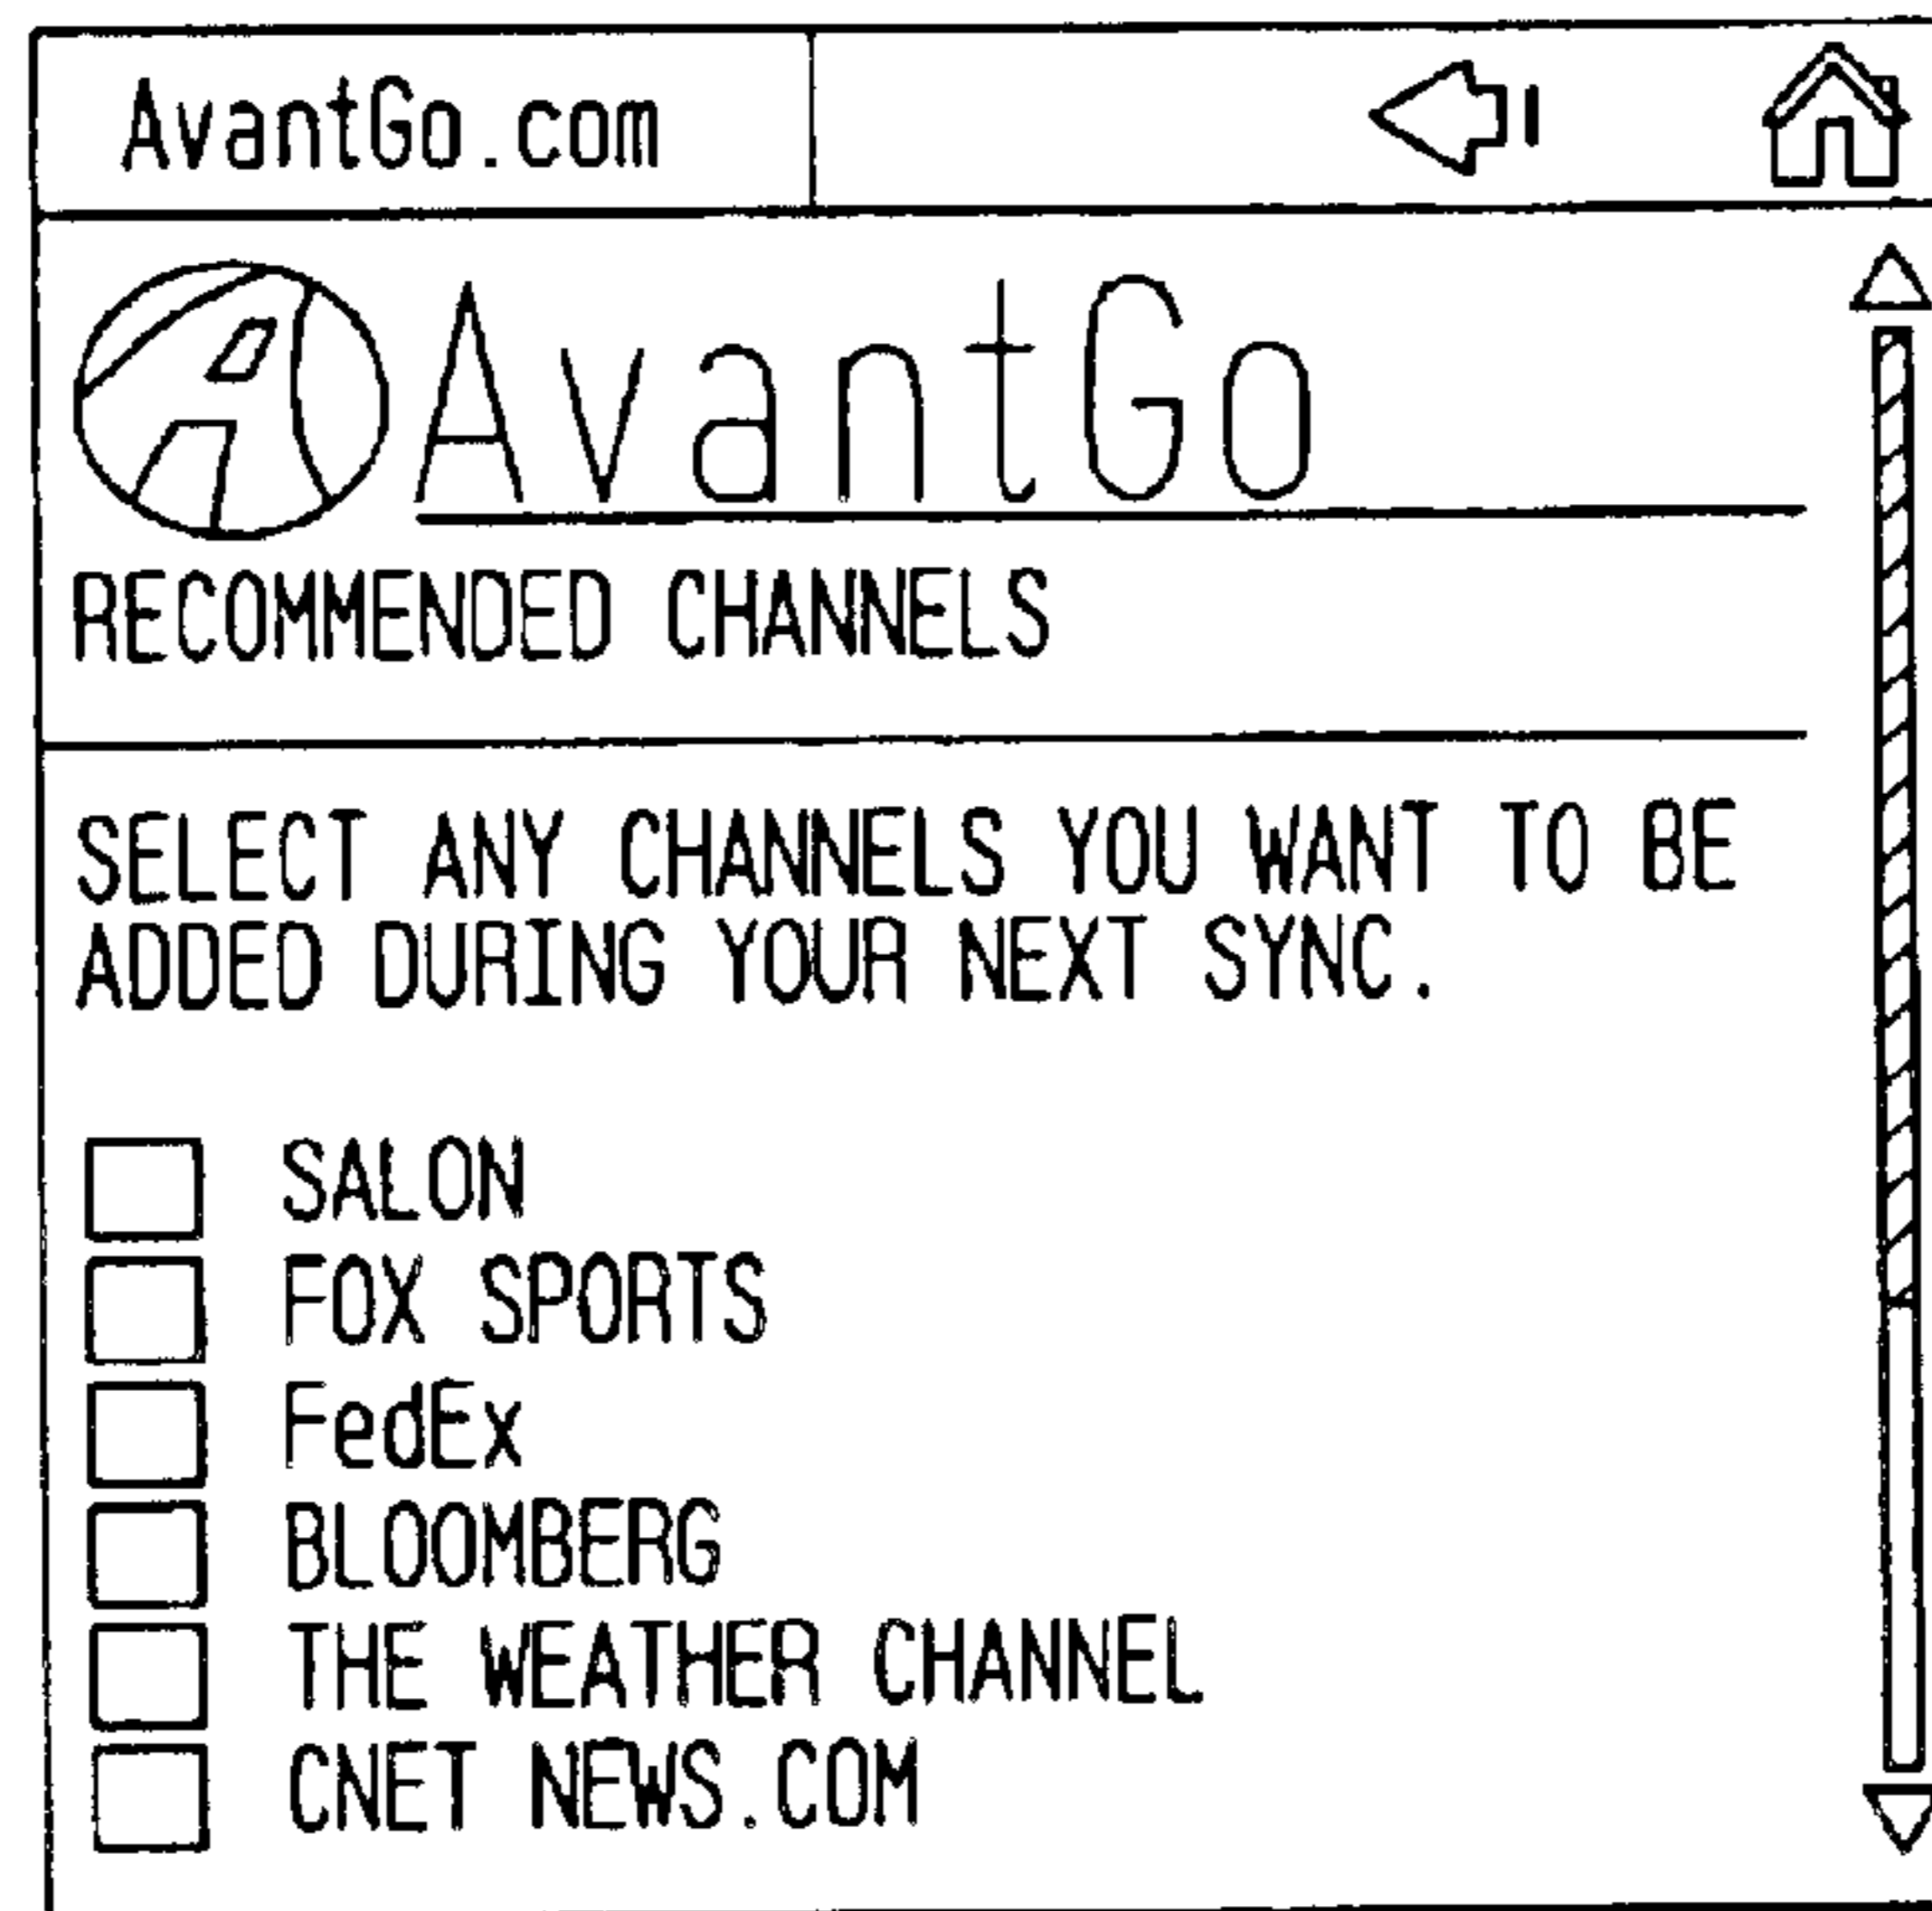 AvantGo.com
AvantGo
RECOMMENDED CHANNELS
SELECT ANY CHANNELS YOU WANT TO BE
ADDED DURING YOUR NEXT SYNC.
SALON
FOX SPORTS
FedEx
BLOOMBERG
THE WEATHER CHANNEL
CNET NEWS.COM